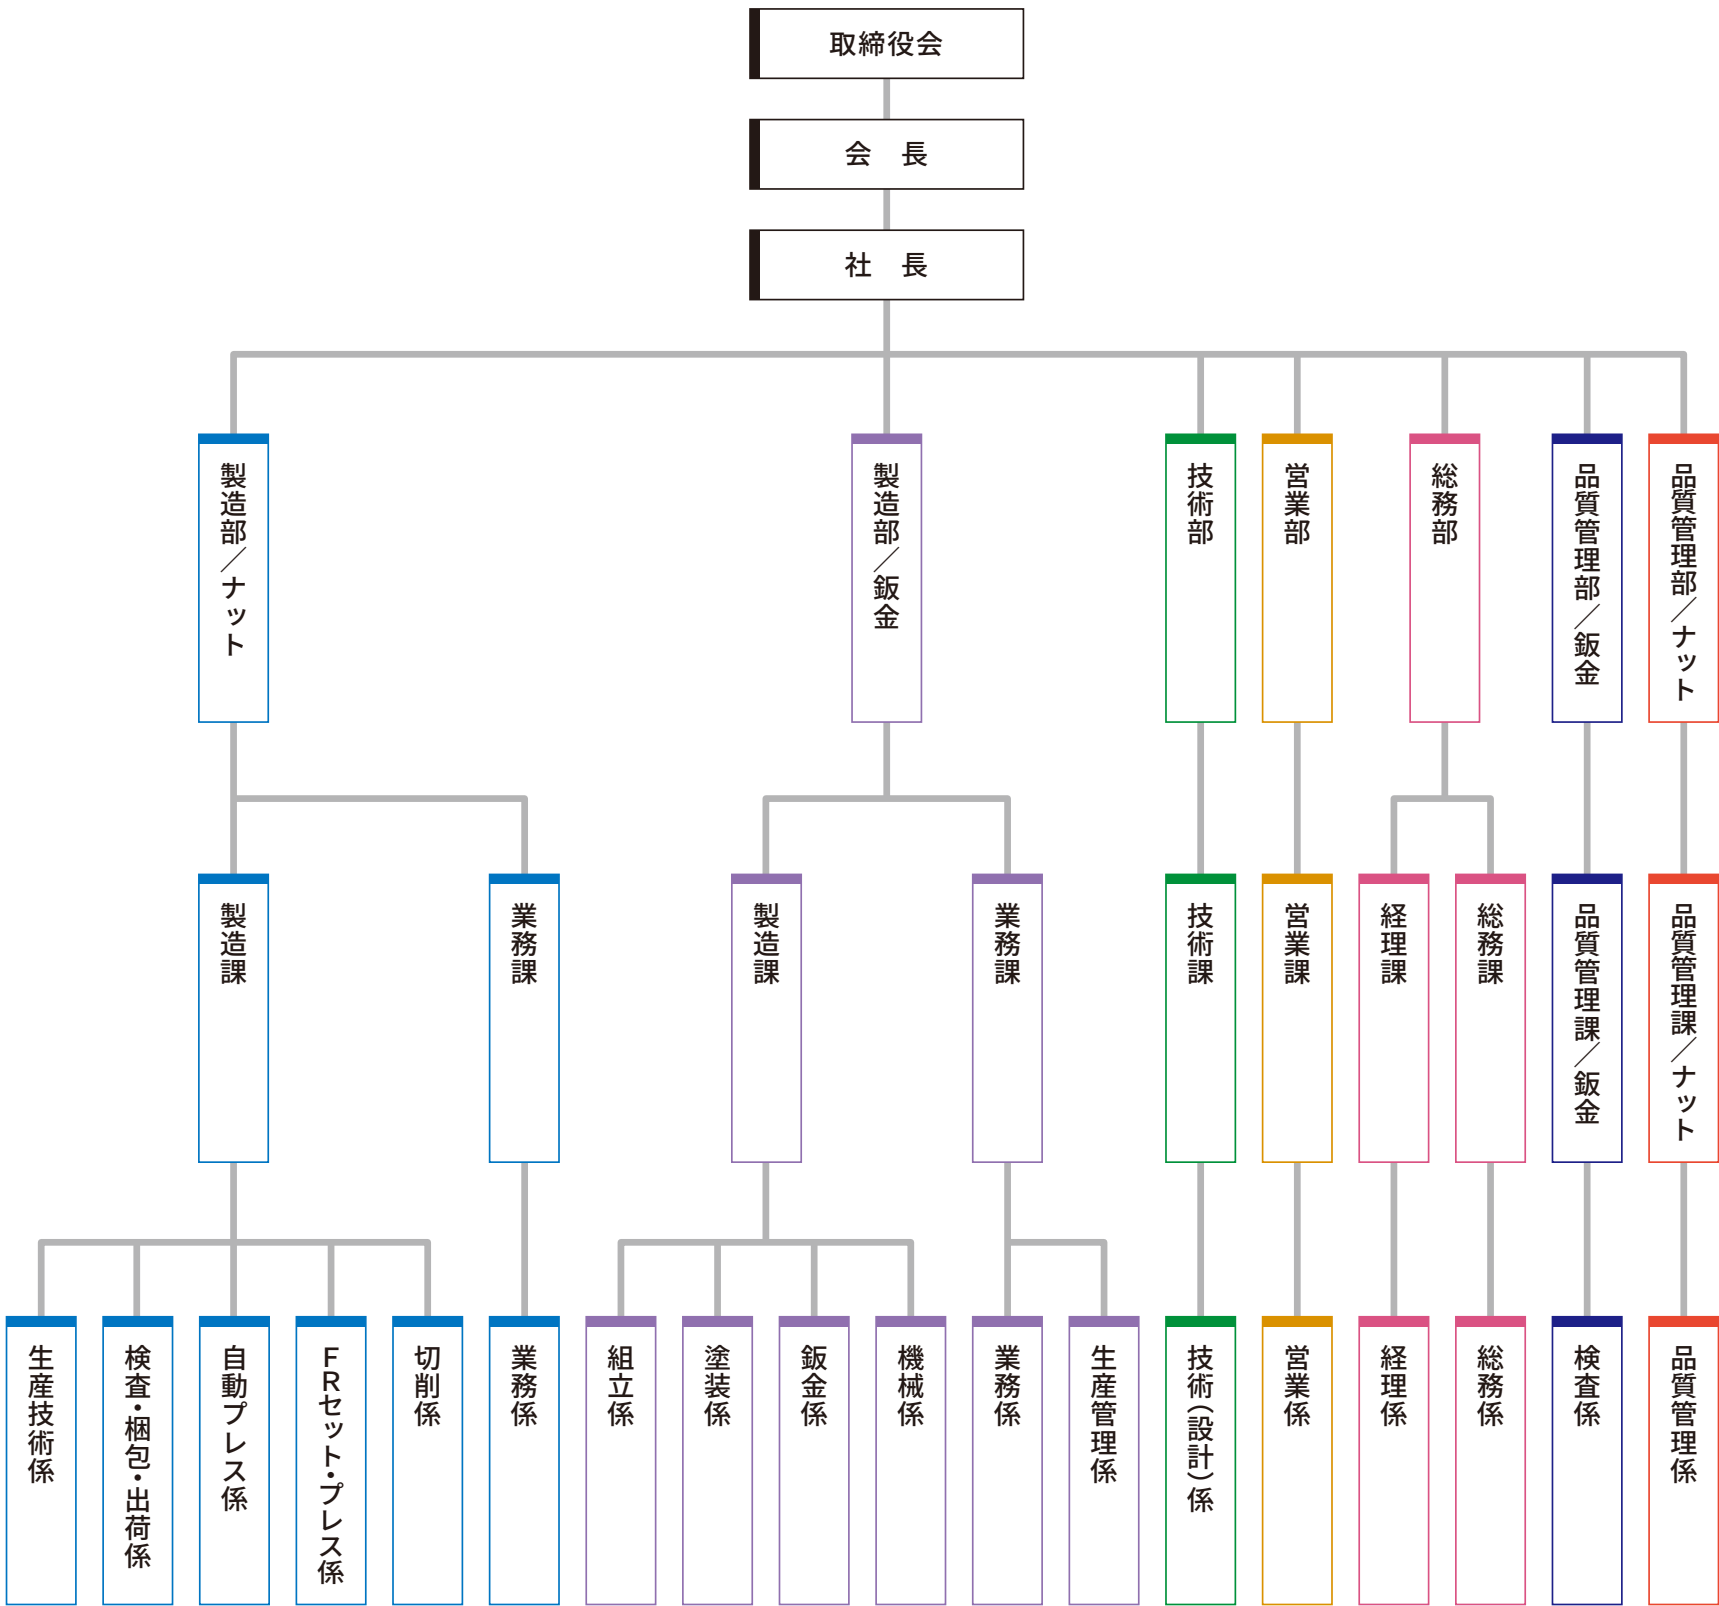 取締役会
会　長
社　長
製造部／ナット
製造部／鈑金
技術部
営業部
総務部
品質管理部／鈑金
品質管理部／ナット
製造課
業務課
製造課
業務課
技術課
営業課
経理課
総務課
品質管理課／鈑金
品質管理課／ナット
生産技術係
検査・梱包・出荷係
自動プレス係
FRセット・プレス係
切削係
業務係
組立係
塗装係
鈑金係
機械係
業務係
生産管理係
技術（設計）係
営業係
経理係
総務係
検査係
品質管理係